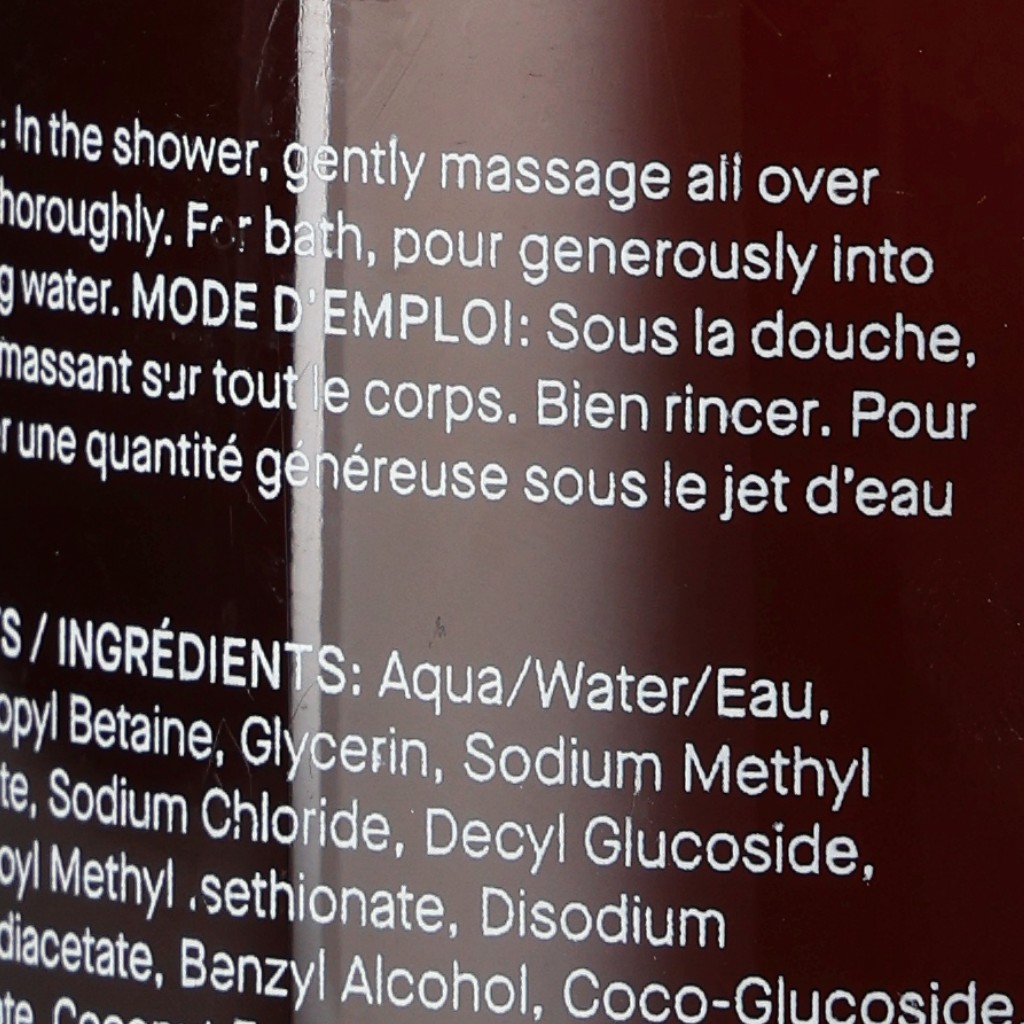 : In the shower, gently massage all over
horoughly. For bath, pour generously into
g water. MODE D'EMPLOI: Sous la douche,
massant sur tout le corps. Bien rincer. Pour
r une quantité généreuse sous le jet d'eau
S / INGRÉDIENTS: Aqua/Water/Eau,
opyl Betaine, Glycerin, Sodium Methyl
te, Sodium Chloride, Decyl Glucoside,
oyl Methyl Isethionate, Disodium
diacetate, Benzyl Alcohol, Coco-Glucoside